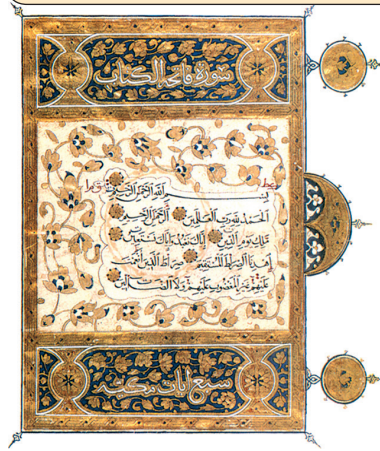 سورة فاتحة الكتاب
بسم الله الرحمن الرحيم
الحمد لله رب العالمين الرحمن الرحيم
ملك يوم الدين إياك نعبد وإياك نستعين
اهدنا الصراط المستقيم صراط الذين أنعمت
عليهم غير المغضوب عليهم ولا الضالين
سبع آيات مكية